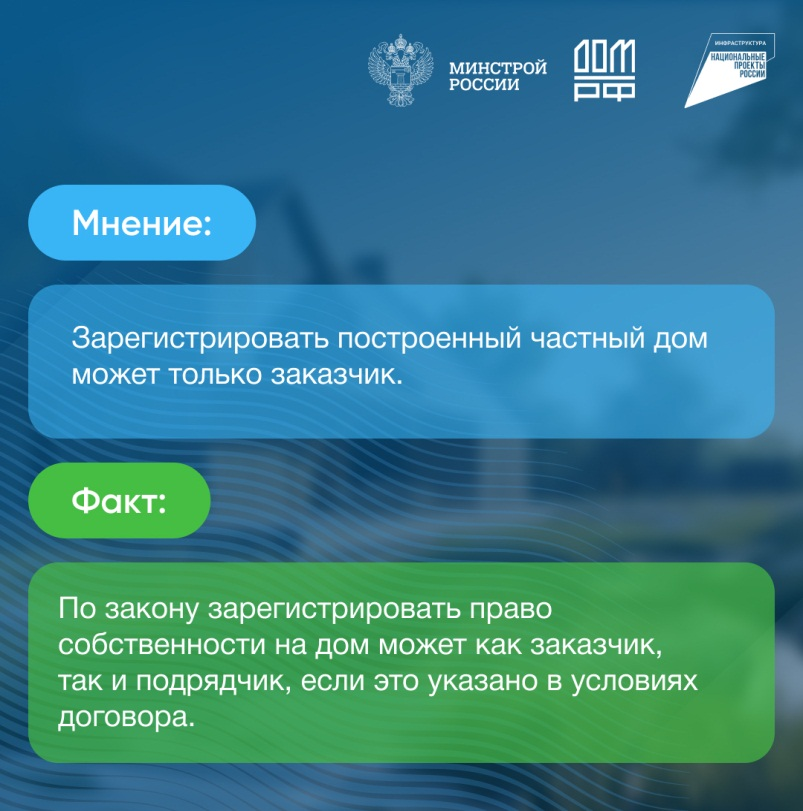 МИНСТРОЙ
РОССИИ
ДОМ
РФ
ИНФРАСТРУКТУРА
НАЦИОНАЛЬНЫЕ
ПРОЕКТЫ
РОССИИ
Мнение:
Зарегистрировать построенный частный дом
может только заказчик.
Факт:
По закону зарегистрировать право
собственности на дом может как заказчик,
так и подрядчик, если это указано в условиях
договора.